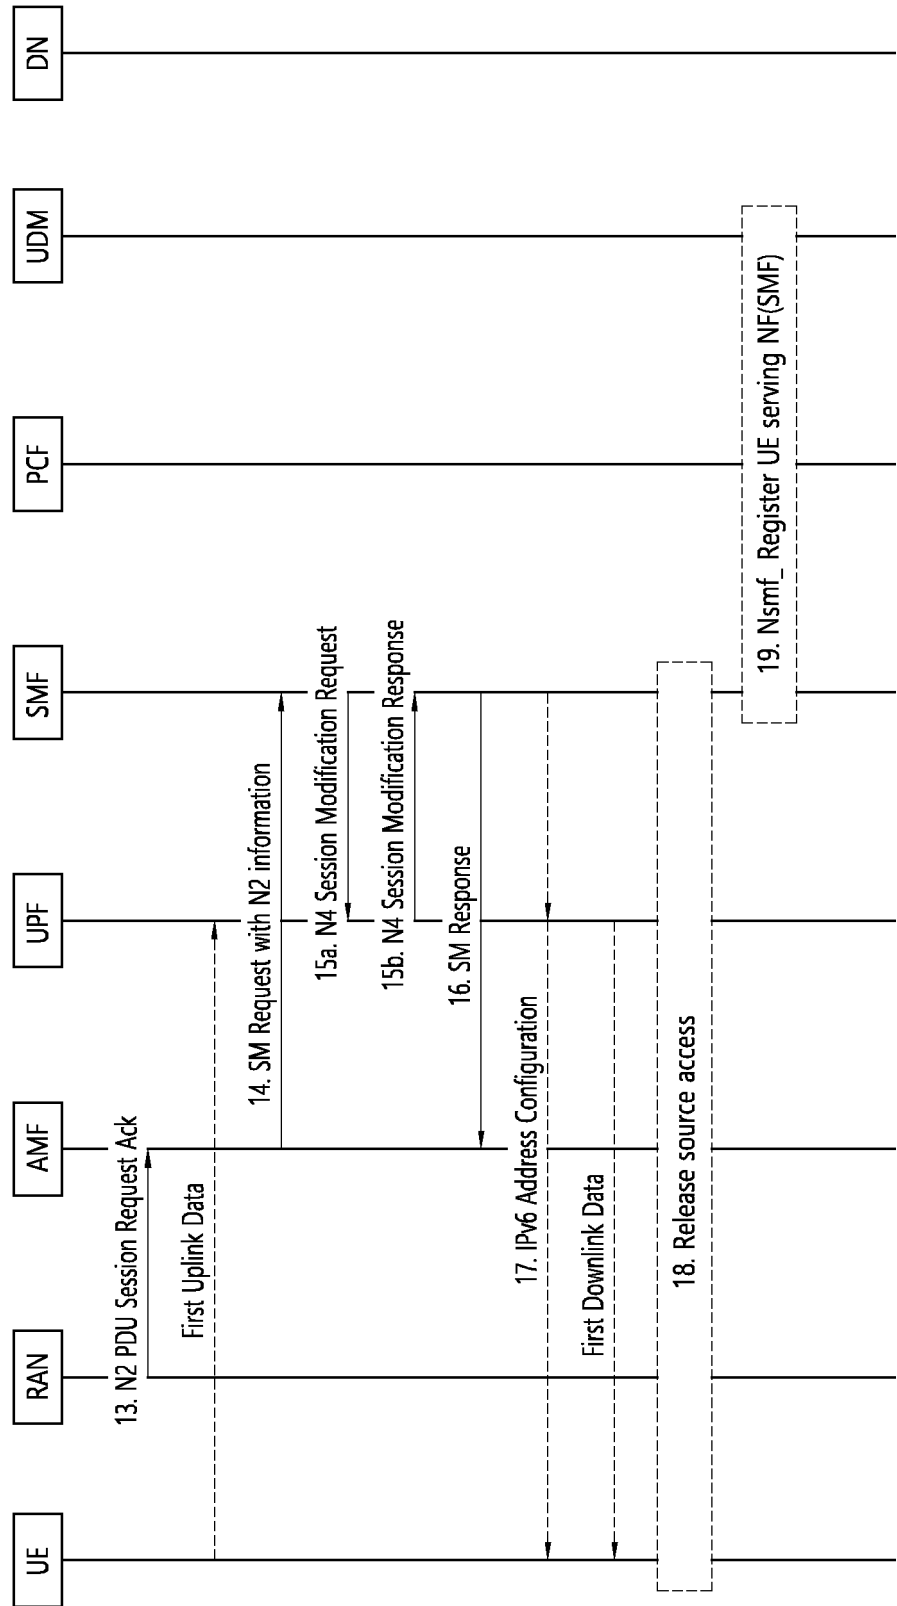 UE
RAN
AMF
UPF
SMF
PCF
UDM
DN
13. N2 PDU Session Request Ack
First Uplink Data
14. SM Request with N2 information
15a. N4 Session Modification Request
15b. N4 Session Modification Response
16. SM Response
17. IPv6 Address Configuration
First Downlink Data
18. Release source access
19. Nsmf_ Register UE serving NF(SMF)